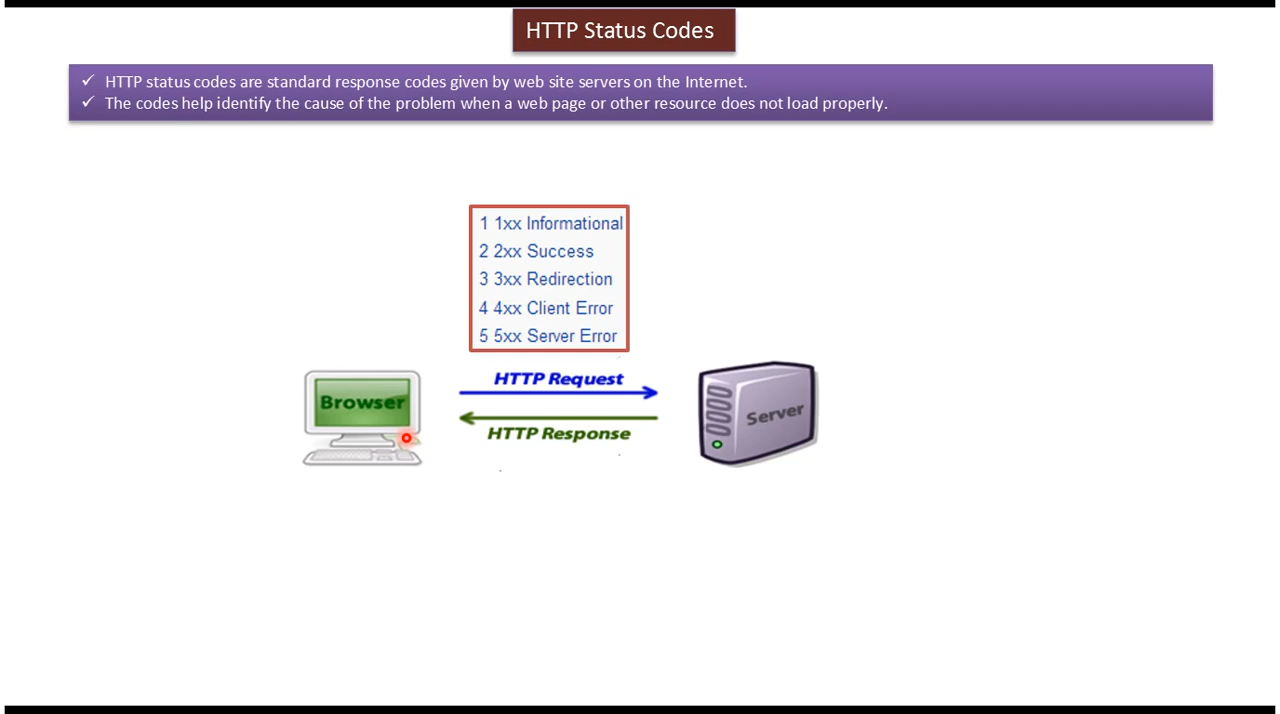 HTTP Status Codes
✓ HTTP status codes are standard response codes given by web site servers on the Internet.
✓ The codes help identify the cause of the problem when a web page or other resource does not load properly.
1 1xx Informational
2 2xx Success
3 3xx Redirection
4 4xx Client Error
5 5xx Server Error
HTTP Request
Browser
Server
HTTP Response